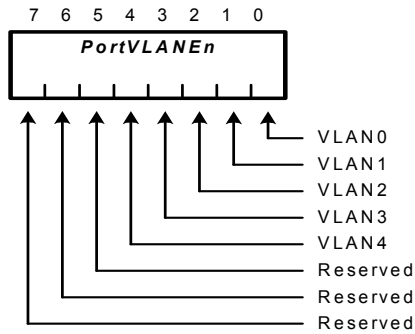 7 6 5 4 3 2 1 0
PortVLANEn
VLAN0
VLAN1
VLAN2
VLAN3
VLAN4
Reserved
Reserved
Reserved